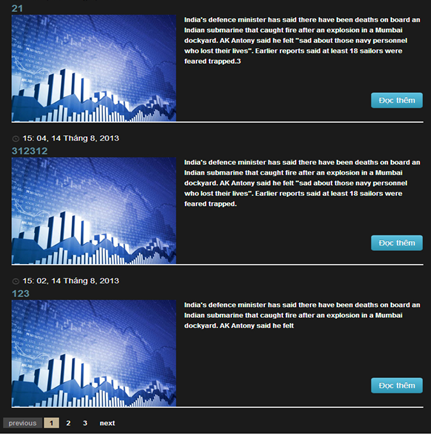 21
India's defence minister has said there have been deaths on board an
Indian submarine that caught fire after an explosion in a Mumbai
dockyard. AK Antony said he felt "sad about those navy personnel
who lost their lives". Earlier reports said at least 18 sailors were
feared trapped.3
Đọc thêm
15: 04, 14 Tháng 8, 2013
312312
India's defence minister has said there have been deaths on board an
Indian submarine that caught fire after an explosion in a Mumbai
dockyard. AK Antony said he felt "sad about those navy personnel
who lost their lives". Earlier reports said at least 18 sailors were
feared trapped.
Đọc thêm
15: 02, 14 Tháng 8, 2013
123
India's defence minister has said there have been deaths on board an
Indian submarine that caught fire after an explosion in a Mumbai
dockyard. AK Antony said he felt
Đọc thêm
previous 1 2 3 next